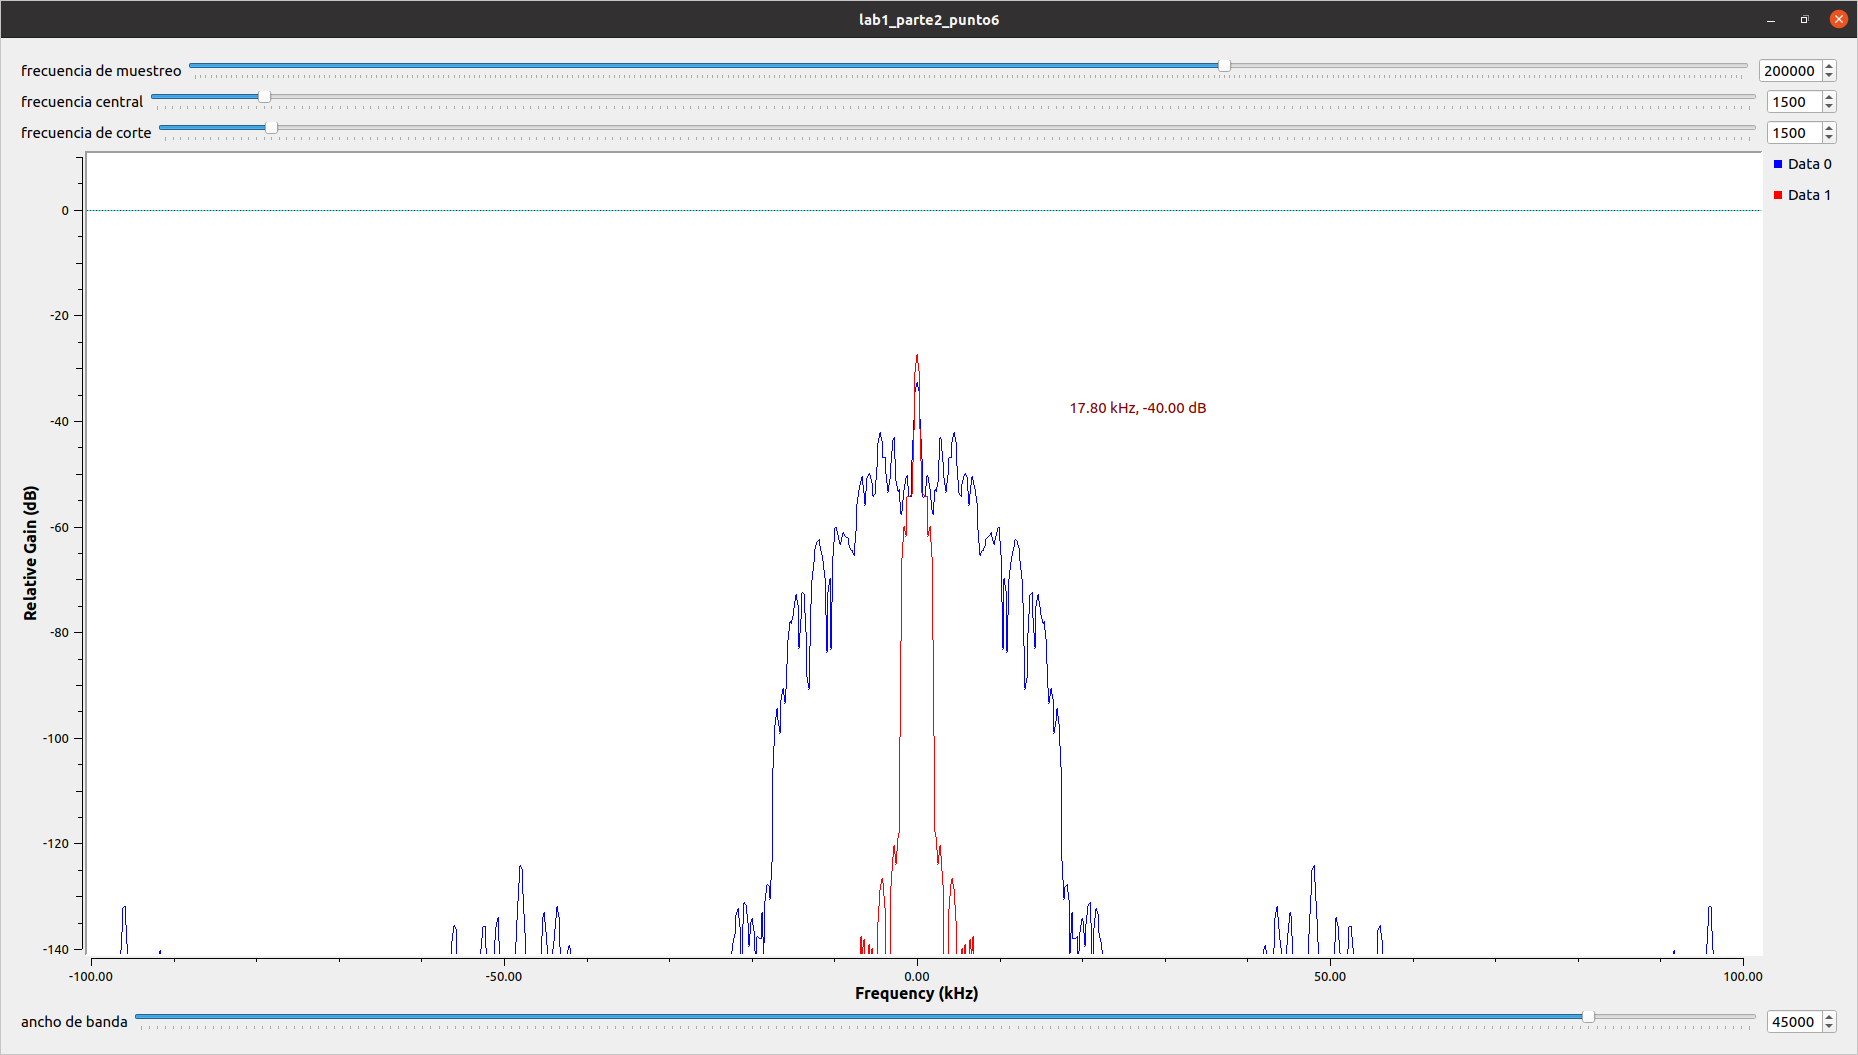 lab1_parte2_punto6
frecuencia de muestreo 200000
frecuencia central 1500
frecuencia de corte 1500
Data 0
Data 1
0
-20
-40
-60
-80
-100
-120
-140
Relative Gain (dB)
17.80 kHz, -40.00 dB
-100.00 -50.00 0.00 50.00 100.00
Frequency (kHz)
ancho de banda 45000